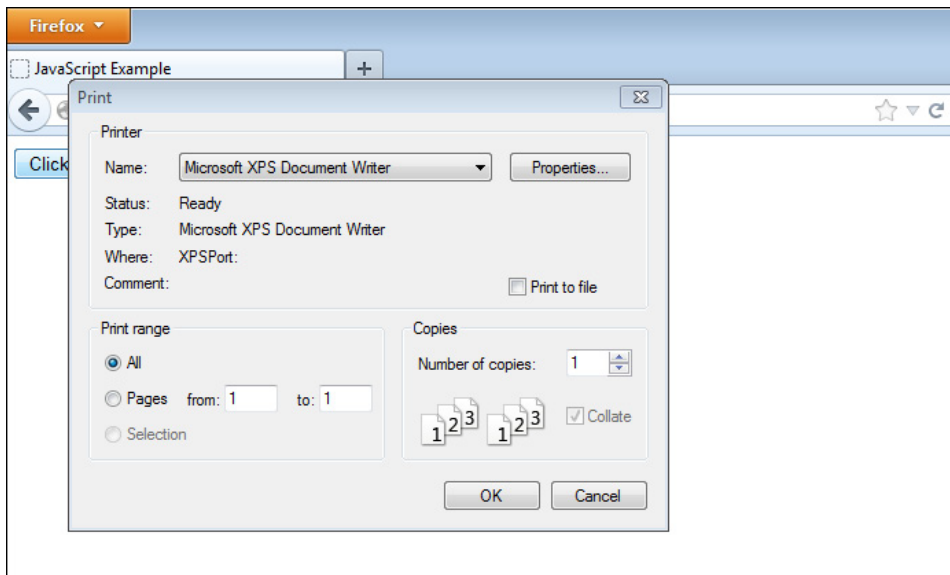 Firefox
JavaScript Example +
Print
Click
Printer
Name: Microsoft XPS Document Writer Properties...
Status: Ready
Type: Microsoft XPS Document Writer
Where: XPSPort:
Comment: Print to file
Print range Copies
All Number of copies: 1
Pages from: 1 to: 1
1 2 3 1 2 3 Collate
Selection
OK Cancel